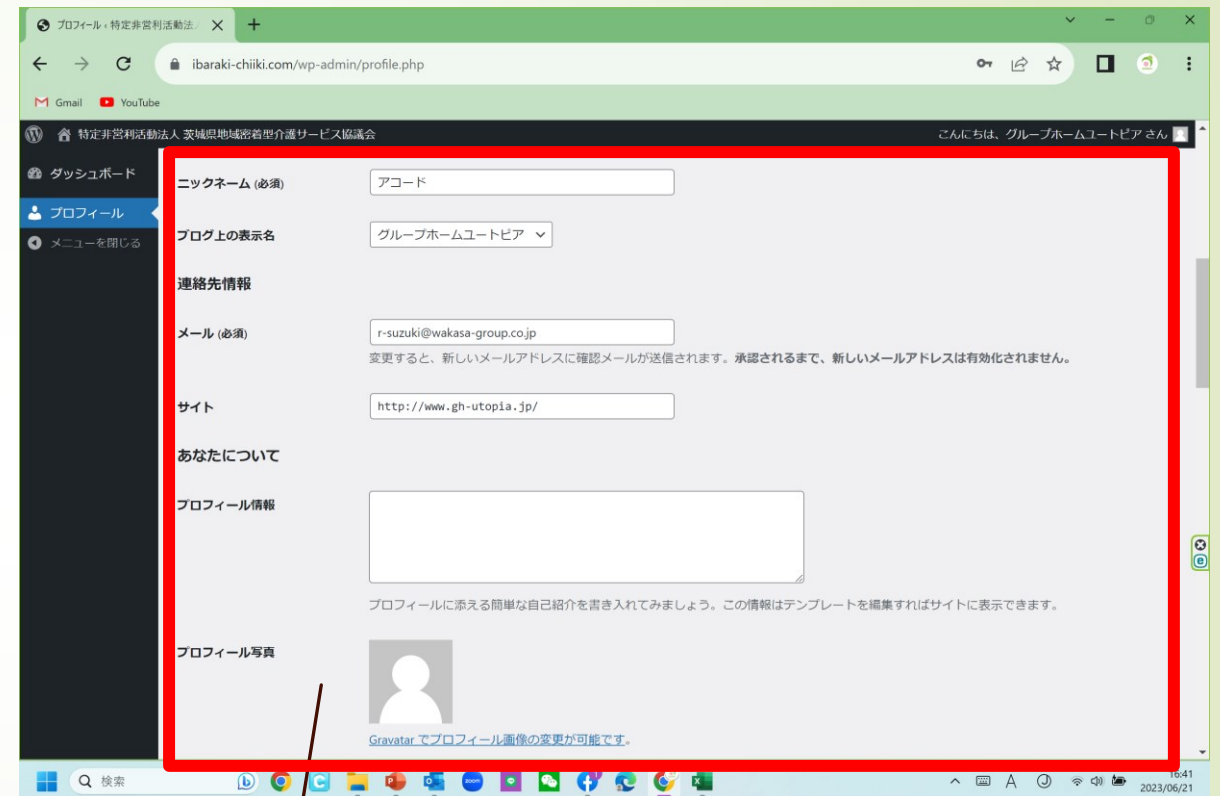 プロフィール ‹ 特定非営利活動法
ibaraki-chiiki.com/wp-admin/profile.php
Gmail YouTube
特定非営利活動法人 茨城県地域密着型介護サービス協議会 こんにちは、グループホームユートピア さん
ダッシュボード
プロフィール
メニューを閉じる
ニックネーム (必須) アコード
ブログ上の表示名 グループホームユートピア
連絡先情報
メール (必須) r-suzuki@wakasa-group.co.jp
変更すると、新しいメールアドレスに確認メールが送信されます。承認されるまで、新しいメールアドレスは有効化されません。
サイト http://www.gh-utopia.jp/
あなたについて
プロフィール情報
プロフィールに添える簡単な自己紹介を書き入れてみましょう。この情報はテンプレートを編集すればサイトに表示できます。
プロフィール写真
Gravatar でプロフィール画像の変更が可能です。
検索 zoom A 16:41
2023/06/21